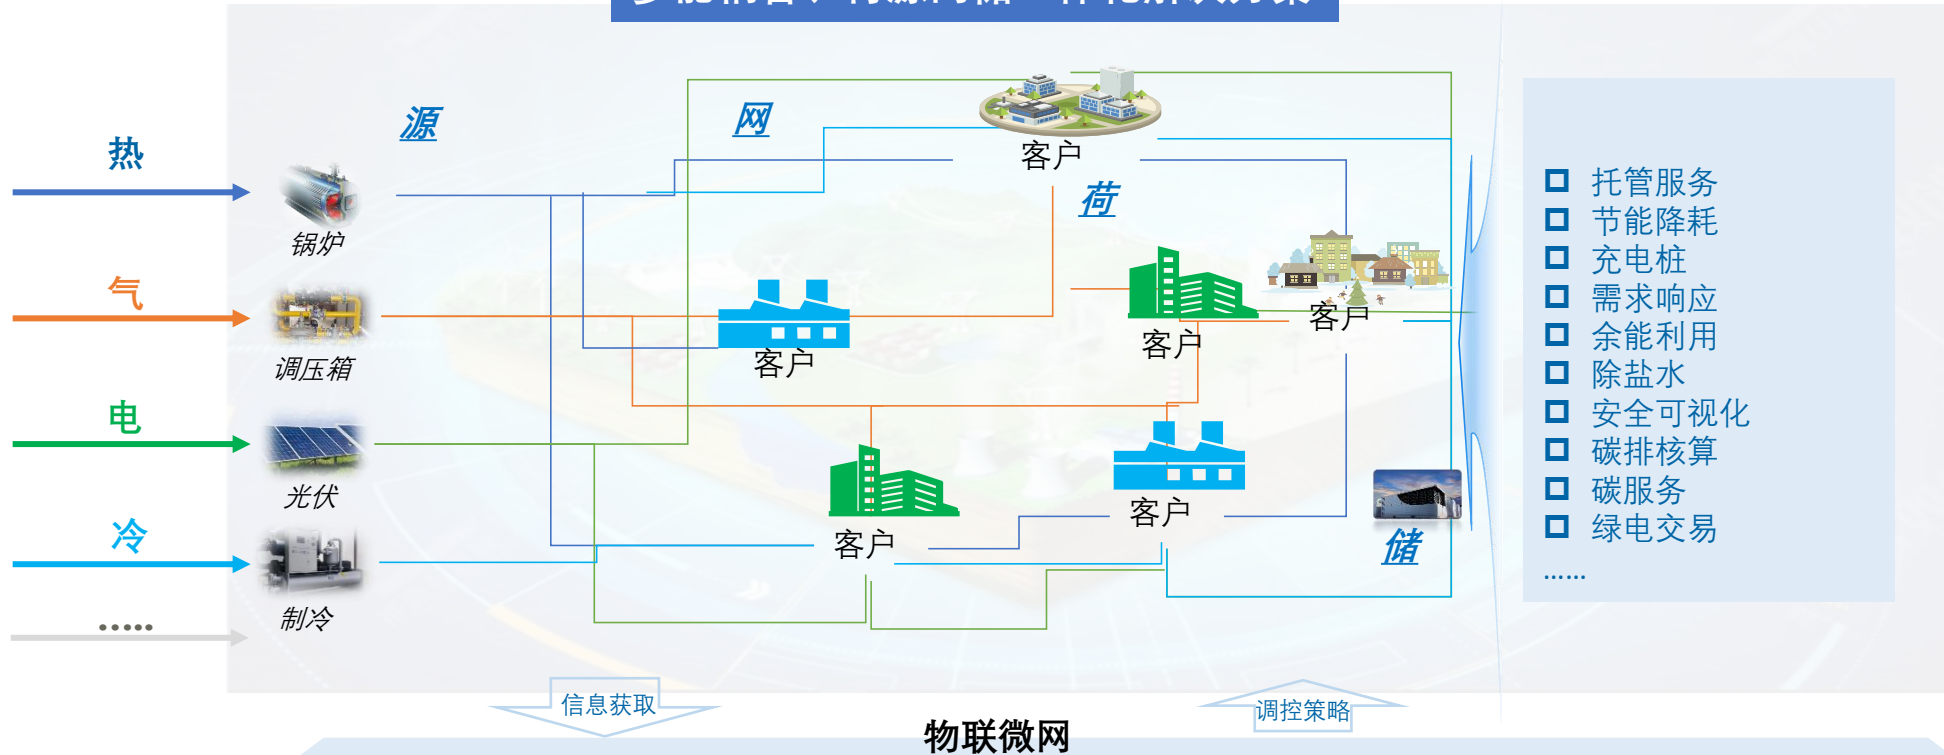 源
网
热
客户
荷
锅炉
气
调压箱
客户
客户
客户
电
光伏
客户
客户
冷
制冷
.....
储
托管服务
节能降耗
充电桩
需求响应
余能利用
除盐水
安全可视化
碳排核算
碳服务
绿电交易
......
信息获取
调控策略
物联微网